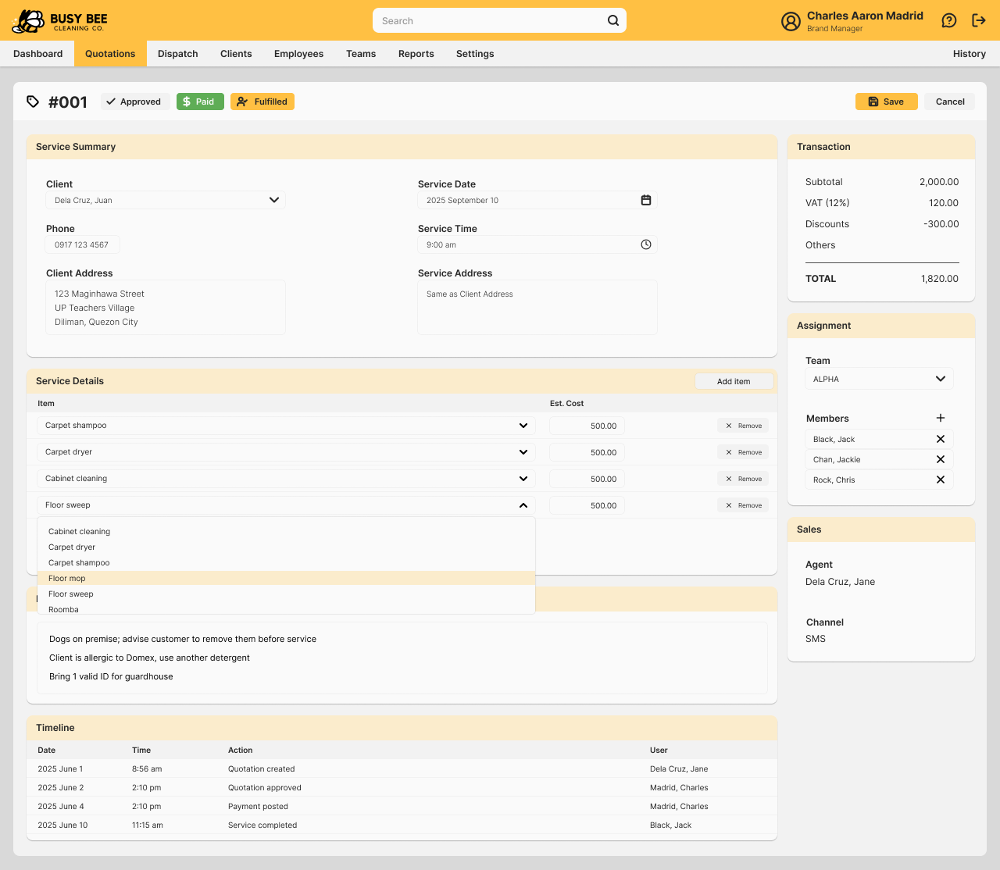 BUSY BEE
CLEANING CO.
Search
Charles Aaron Madrid
Brand Manager
Dashboard
Quotations
Dispatch
Clients
Employees
Teams
Reports
Settings
History
#001
Approved
$ Paid
Fulfilled
Save
Cancel
Service Summary
Client
Dela Cruz, Juan
Phone
0917 123 4567
Client Address
123 Maginhawa Street
UP Teachers Village
Diliman, Quezon City
Service Date
2025 September 10
Service Time
9:00 am
Service Address
Same as Client Address
Service Details
Add item
Item Est. Cost
Carpet shampoo 500.00 Remove
Carpet dryer 500.00 Remove
Cabinet cleaning 500.00 Remove
Floor sweep 500.00 Remove
Cabinet cleaning
Carpet dryer
Carpet shampoo
Floor mop
Floor sweep
Roomba
Dogs on premise; advise customer to remove them before service
Client is allergic to Domex, use another detergent
Bring 1 valid ID for guardhouse
Timeline
Date Time Action User
2025 June 1 8:56 am Quotation created Dela Cruz, Jane
2025 June 2 2:10 pm Quotation approved Madrid, Charles
2025 June 4 2:10 pm Payment posted Madrid, Charles
2025 June 10 11:15 am Service completed Black, Jack
Transaction
Subtotal 2,000.00
VAT (12%) 120.00
Discounts -300.00
Others
TOTAL 1,820.00
Assignment
Team
ALPHA
Members
Black, Jack
Chan, Jackie
Rock, Chris
Sales
Agent
Dela Cruz, Jane
Channel
SMS